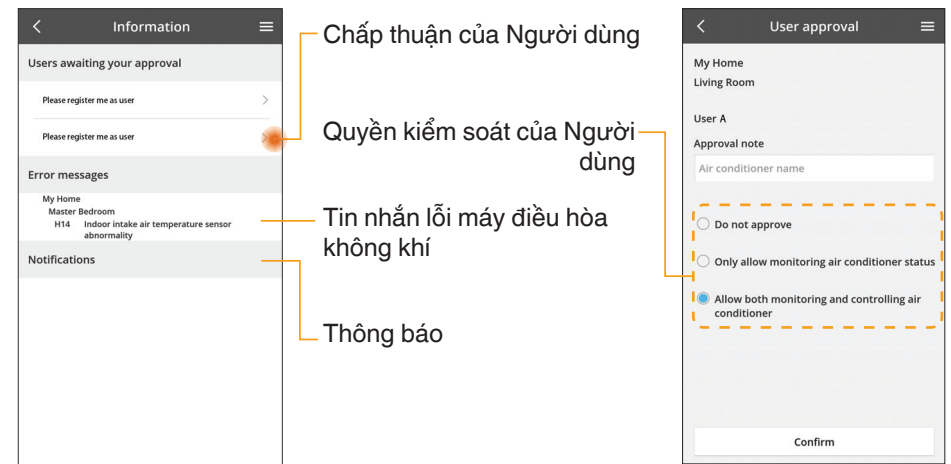 Information
Users awaiting your approval
Please register me as user
Please register me as user
Error messages
My Home
Master Bedroom
H14 Indoor intake air temperature sensor
abnormality
Notifications
Chấp thuận của Người dùng
Quyền kiểm soát của Người
dùng
Tin nhắn lỗi máy điều hòa
không khí
Thông báo
User approval
My Home
Living Room
User A
Approval note
Air conditioner name
Do not approve
Only allow monitoring air conditioner status
Allow both monitoring and controlling air
conditioner
Confirm